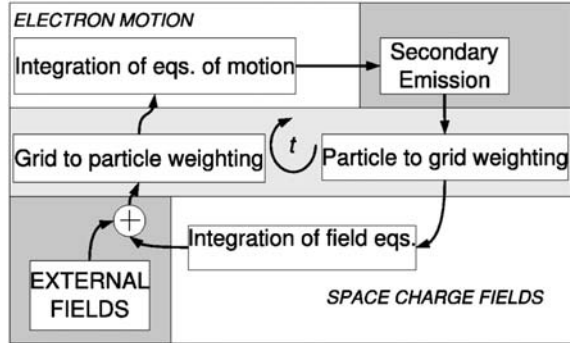 ELECTRON MOTION
Integration of eqs. of motion
Secondary
Emission
Grid to particle weighting
t
Particle to grid weighting
+
Integration of field eqs.
EXTERNAL
FIELDS
SPACE CHARGE FIELDS